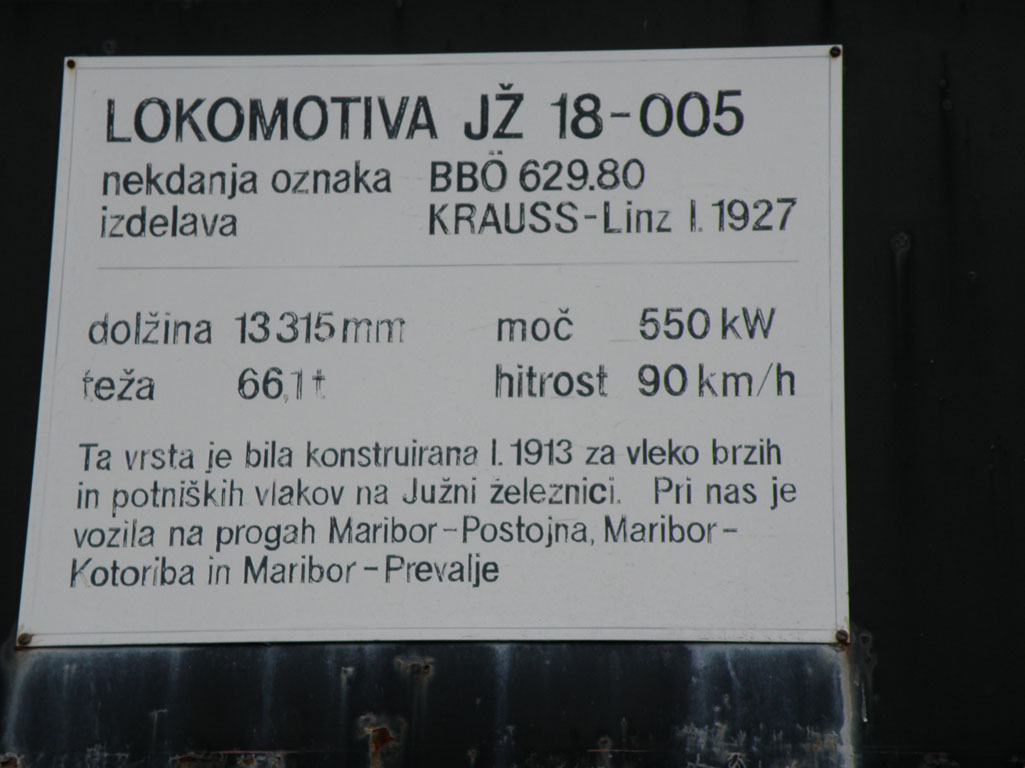 LOKOMOTIVA JŽ 18-005
nekdanja oznaka BBÖ 629.80
izdelava KRAUSS-Linz l. 1927
dolžina 13315 mm moč 550 kW
teža 66,1 t hitrost 90 km/h
Ta vrsta je bila konstruirana l. 1913 za vleko brzih
in potniških vlakov na Južni železnici. Pri nas je
vozila na progah Maribor-Postojna, Maribor-
Kotoriba in Maribor-Prevalje